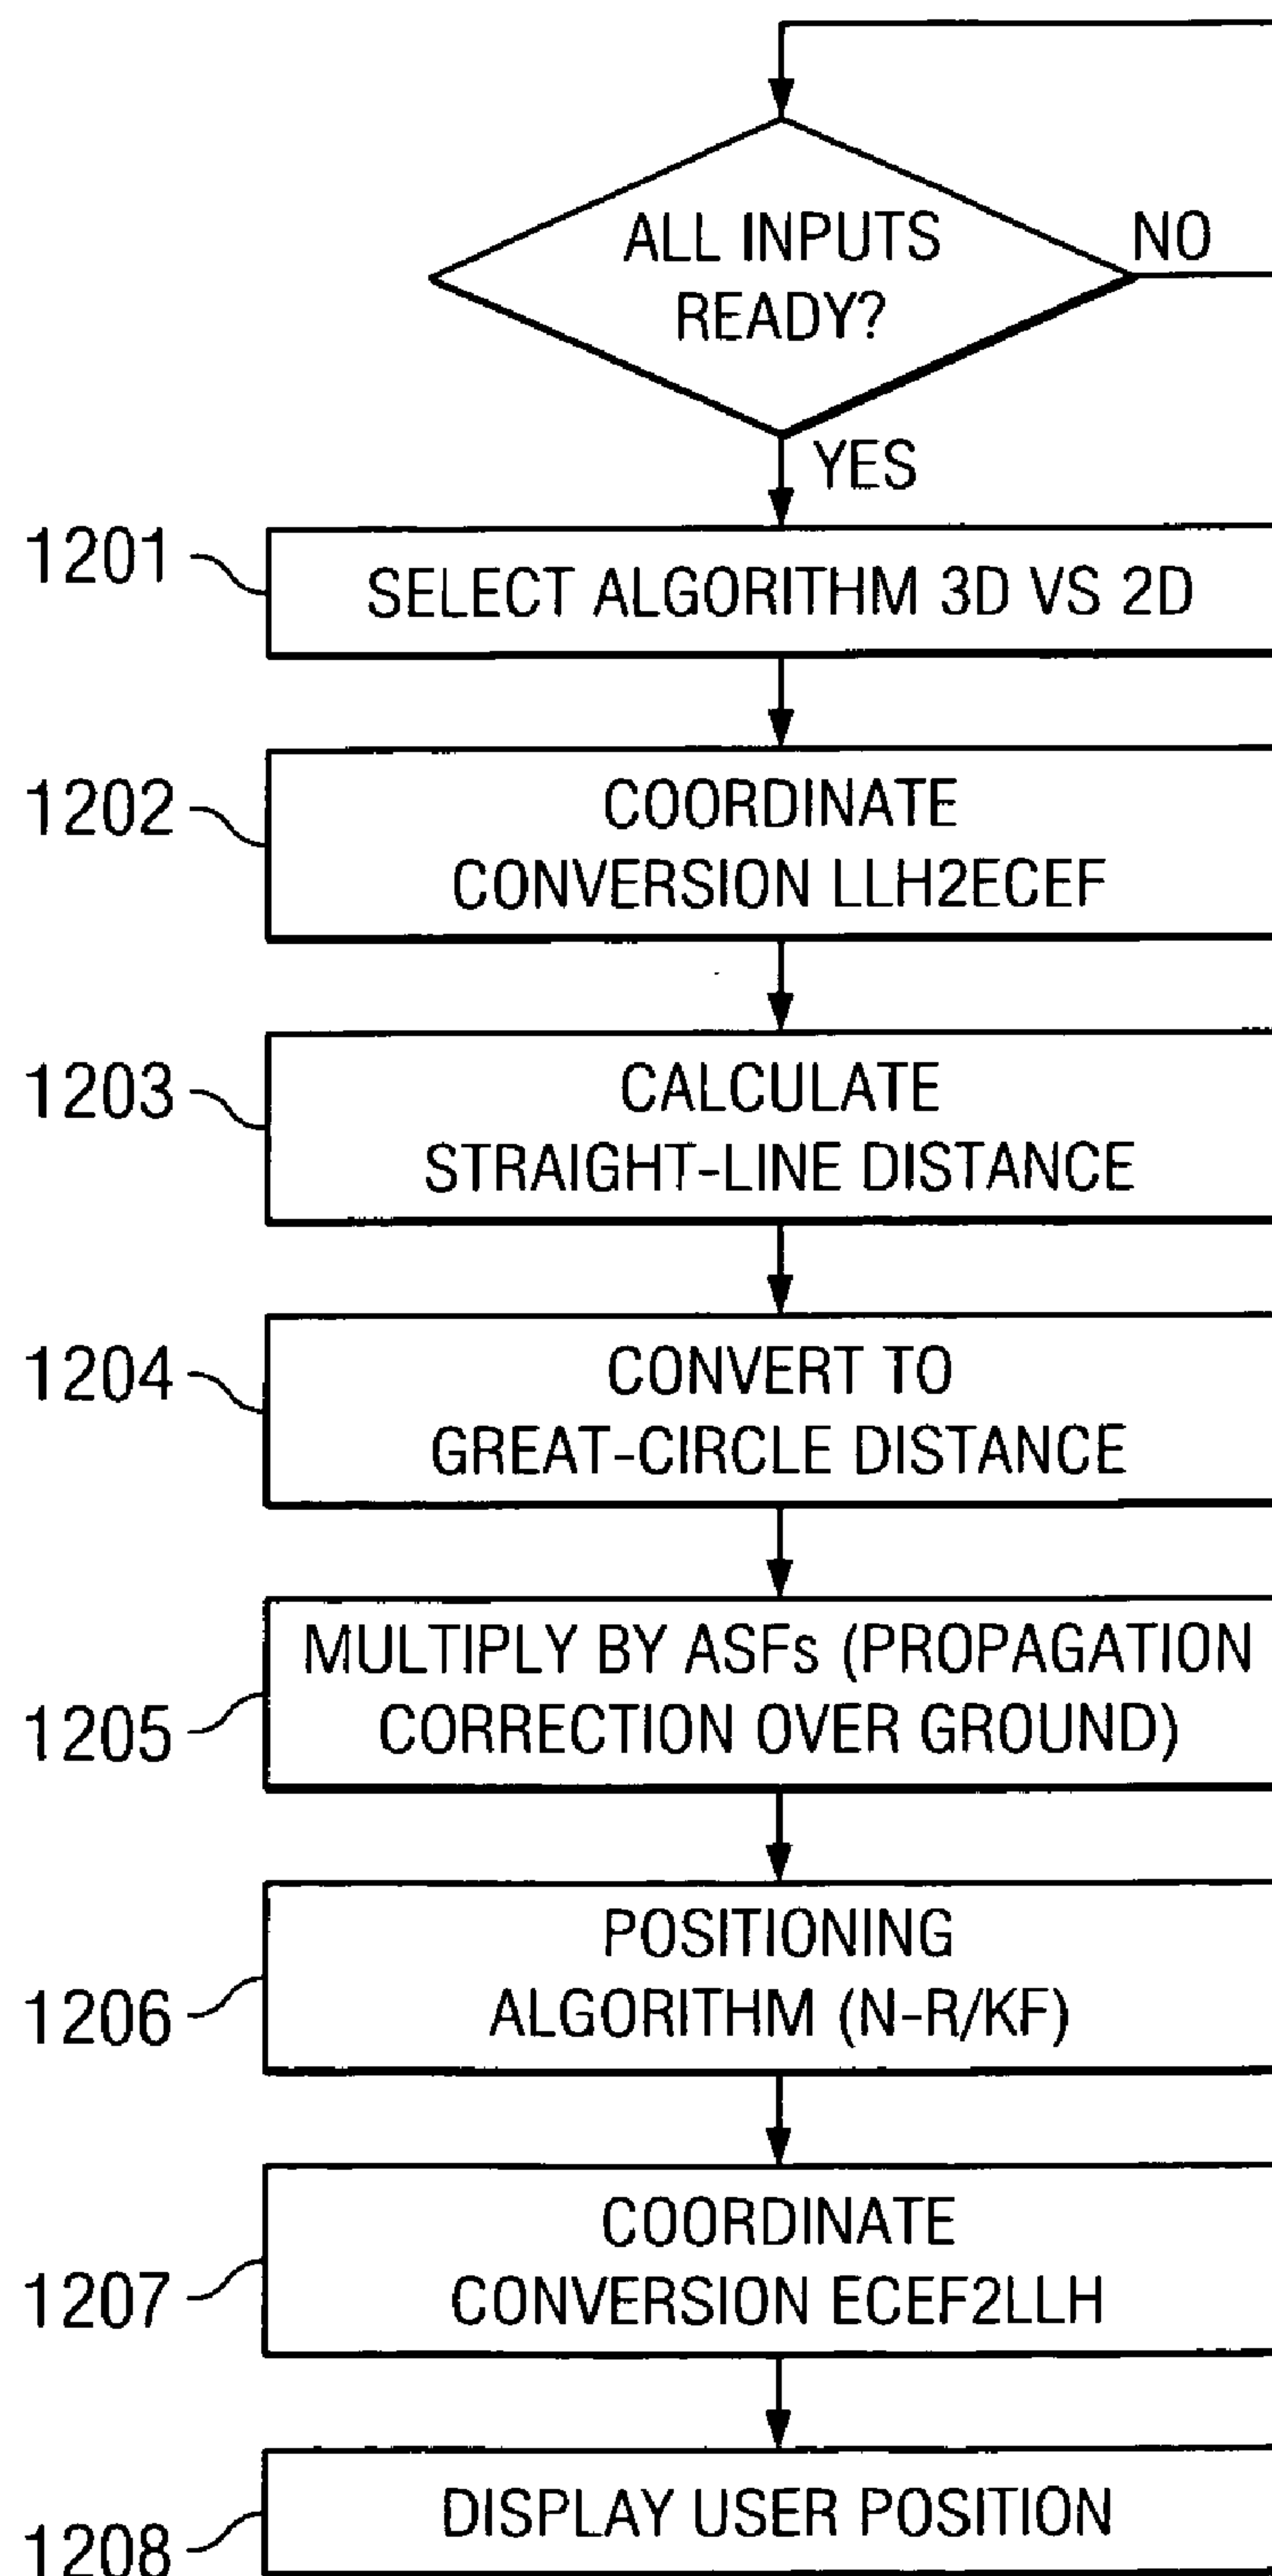 ALL INPUTS
READY?
NO
YES
1201
SELECT ALGORITHM 3D VS 2D
1202
COORDINATE
CONVERSION LLH2ECEF
1203
CALCULATE
STRAIGHT-LINE DISTANCE
1204
CONVERT TO
GREAT-CIRCLE DISTANCE
1205
MULTIPLY BY ASFs (PROPAGATION
CORRECTION OVER GROUND)
1206
POSITIONING
ALGORITHM (N-R/KF)
1207
COORDINATE
CONVERSION ECEF2LLH
1208
DISPLAY USER POSITION